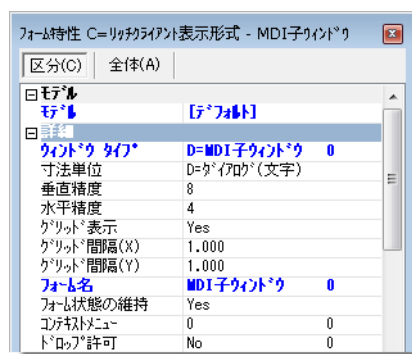 ﾌｫｰﾑ特性 C=ﾘｯﾁｸﾗｲｱﾝﾄ表示形式 - MDI子ｳｨﾝﾄﾞｳ
区分(C) 全体(A)
ﾓﾃﾞﾙ
ﾓﾃﾞﾙ [ﾃﾞﾌｫﾙﾄ]
詳細
ｳｨﾝﾄﾞｳ ﾀｲﾌﾟ D=MDI子ｳｨﾝﾄﾞｳ 0
寸法単位 D=ﾀﾞｲｱﾛｸﾞ(文字)
垂直精度 8
水平精度 4
ｸﾞﾘｯﾄﾞ表示 Yes
ｸﾞﾘｯﾄﾞ間隔(X) 1.000
ｸﾞﾘｯﾄﾞ間隔(Y) 1.000
ﾌｫｰﾑ名 MDI子ｳｨﾝﾄﾞｳ 0
ﾌｫｰﾑ状態の維持 Yes
ｺﾝﾃｷｽﾄﾒﾆｭｰ 0 0
ﾄﾞﾛｯﾌﾟ許可 No 0